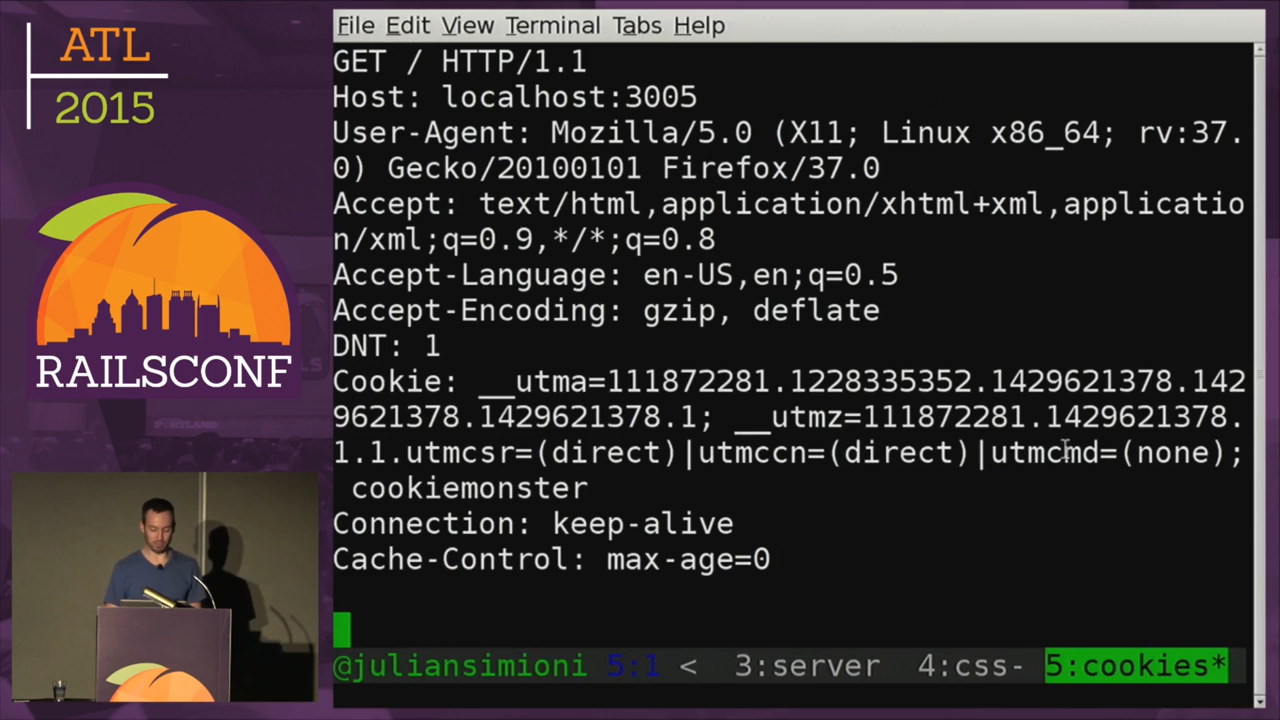 ATL
2015
RAILSCONF
File Edit View Terminal Tabs Help
GET / HTTP/1.1
Host: localhost:3005
User-Agent: Mozilla/5.0 (X11; Linux x86_64; rv:37.
0) Gecko/20100101 Firefox/37.0
Accept: text/html,application/xhtml+xml,applicatio
n/xml;q=0.9,*/*;q=0.8
Accept-Language: en-US,en;q=0.5
Accept-Encoding: gzip, deflate
DNT: 1
Cookie: __utma=111872281.1228335352.1429621378.142
9621378.1429621378.1; __utmz=111872281.1429621378.
1.1.utmcsr=(direct)|utmccn=(direct)|utmcmd=(none);
cookiemonster
Connection: keep-alive
Cache-Control: max-age=0
@juliansimioni 5:1 < 3:server 4:css- 5:cookies*